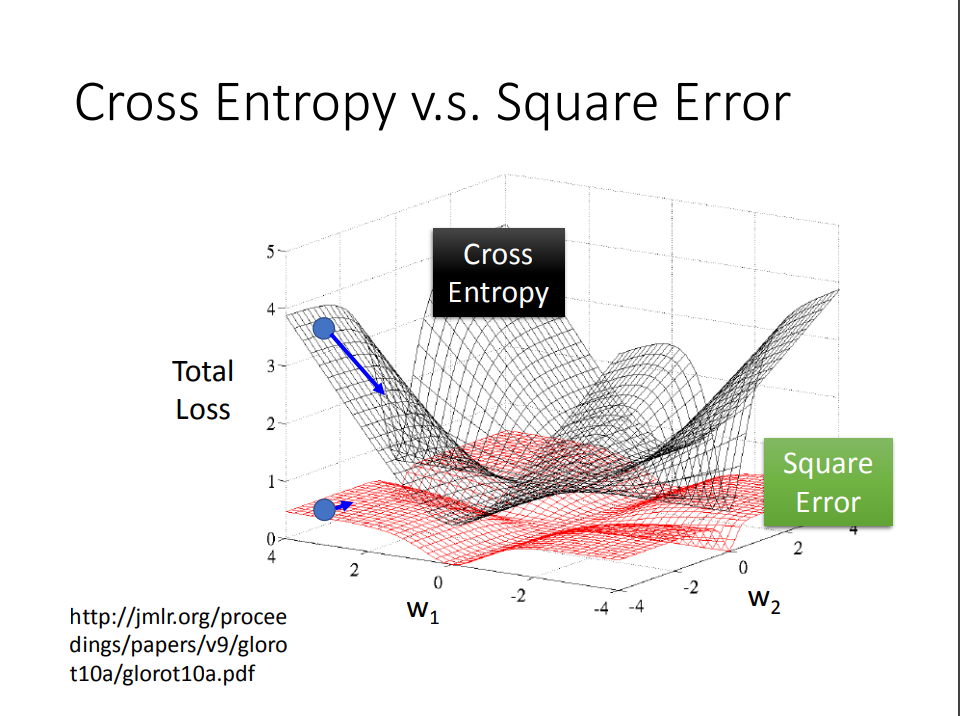 Cross Entropy v.s. Square Error
Cross
Entropy
5
4
3
2
1
0
Total
Loss
Square
Error
4
2
0
-2
-4
w1
-4
-2
0
2
4
w2
http://jmlr.org/procee
dings/papers/v9/gloro
t10a/glorot10a.pdf